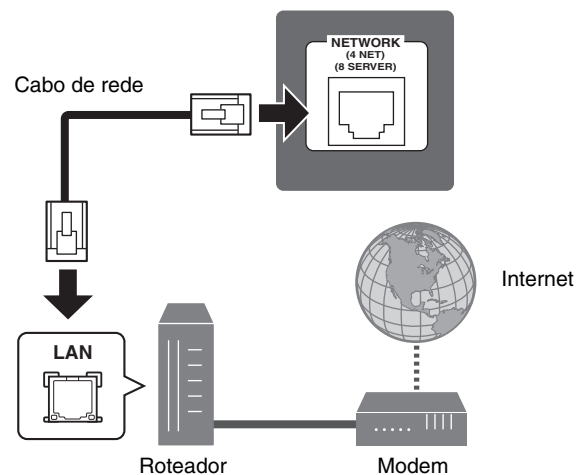 NETWORK
(4 NET)
(8 SERVER)
Cabo de rede
Internet
LAN
Roteador
Modem